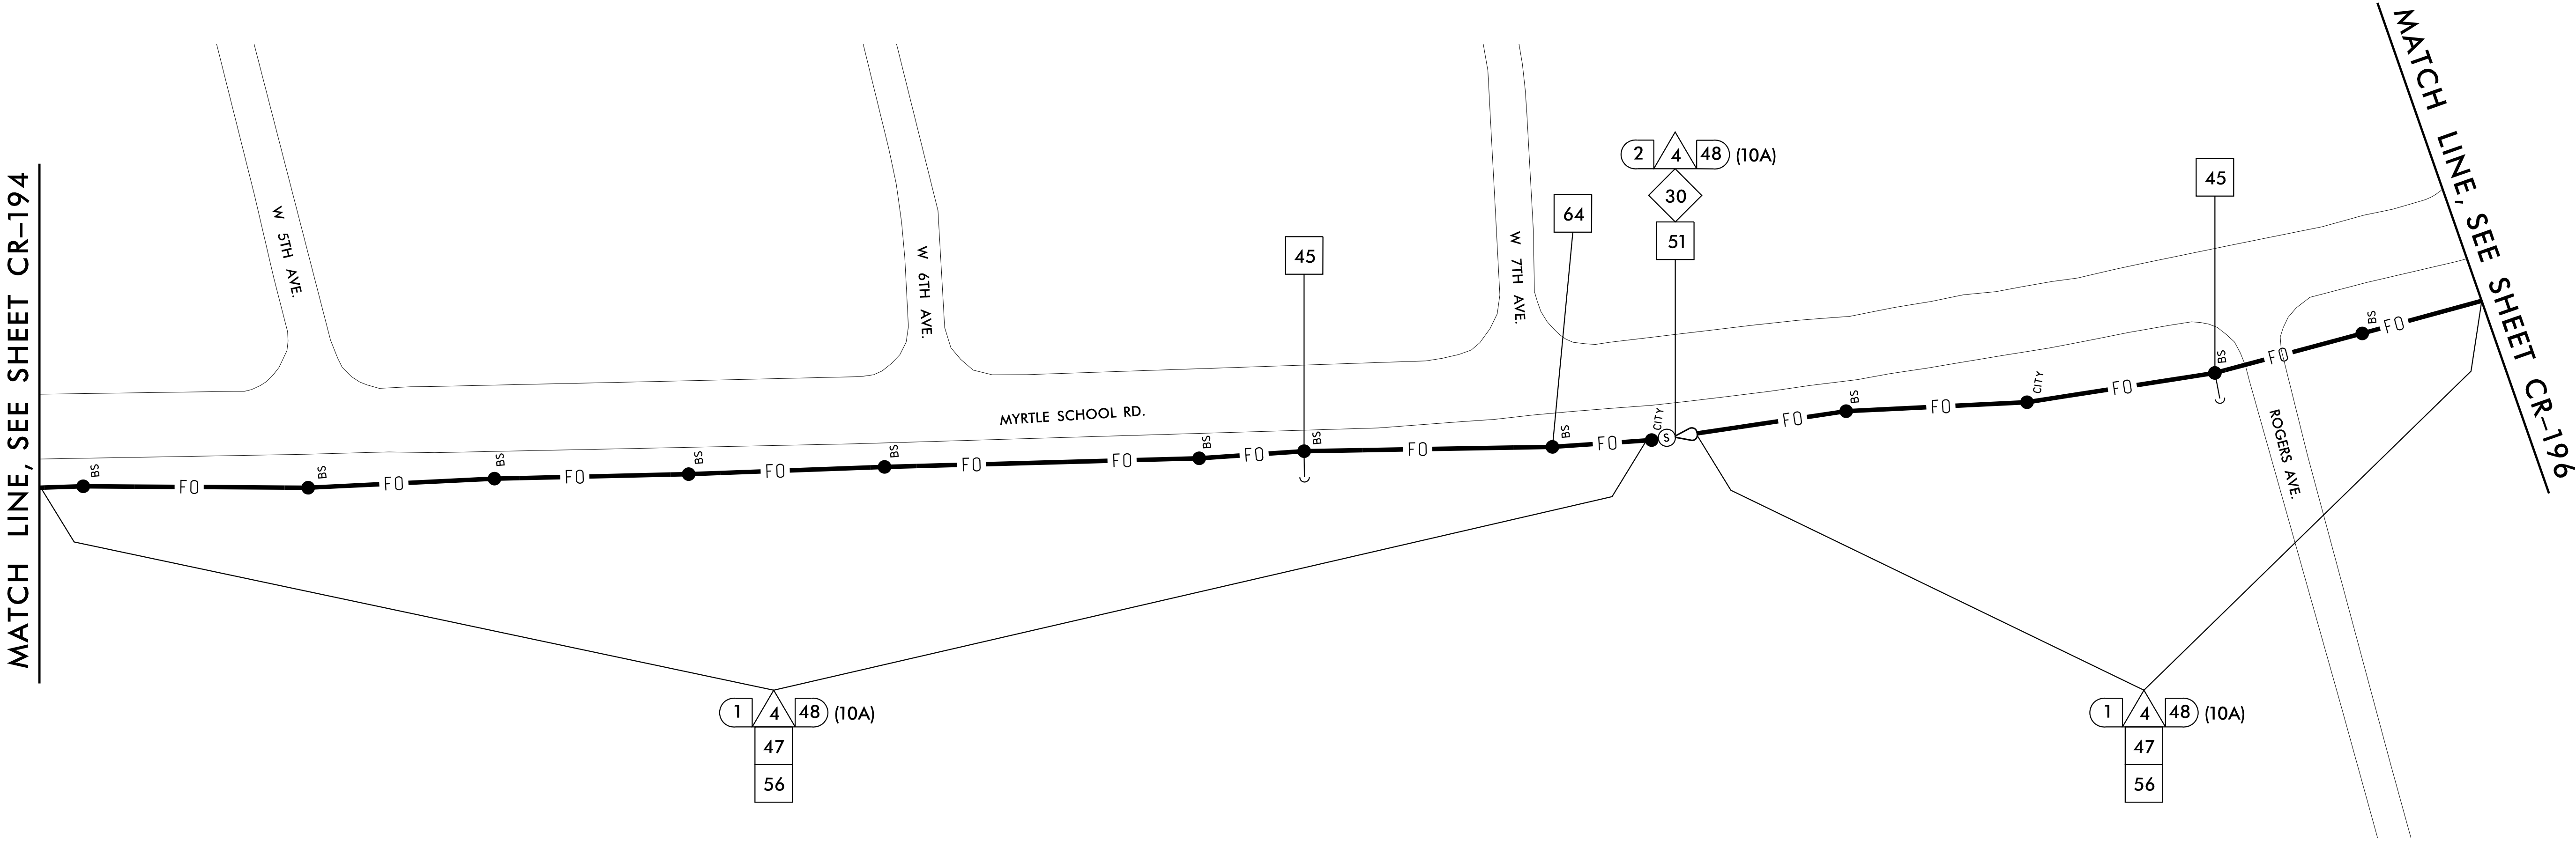 MATCH LINE, SEE SHEET CR-194
W 5TH AVE.
W 6TH AVE.
W 7TH AVE.
MYRTLE SCHOOL RD.
ROGERS AVE.
MATCH LINE, SEE SHEET CR-196
45
64
2 4 48 (10A)
30
51
45
BS
FO
BS
FO
BS
FO
BS
FO
BS
FO
FO
BS
FO
BS
FO
BS
FO
CITY
S
FO
BS
FO
CITY
FO
BS
FO
BS
FO
1 4 48 (10A)
47
56
1 4 48 (10A)
47
56